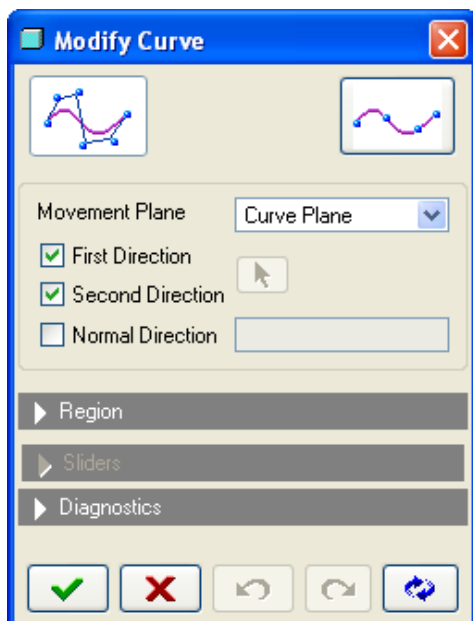 Modify Curve
Movement Plane
Curve Plane
First Direction
Second Direction
Normal Direction
Region
Sliders
Diagnostics